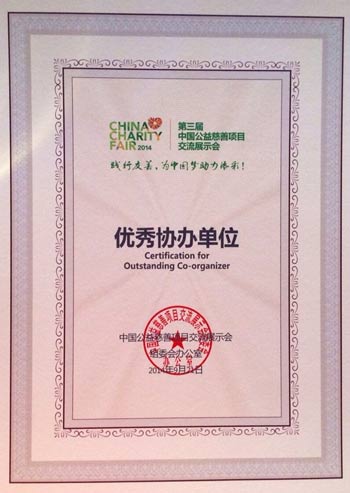 CHINA
CHARITY
FAIR 2014
第三届
中国公益慈善项目
交流展示会
践行友善,为中国梦助力添彩!
优秀协办单位
Certification for
Outstanding Co-organizer
中国公益慈善项目交流展示会
组委会办公室
2014年9月21日